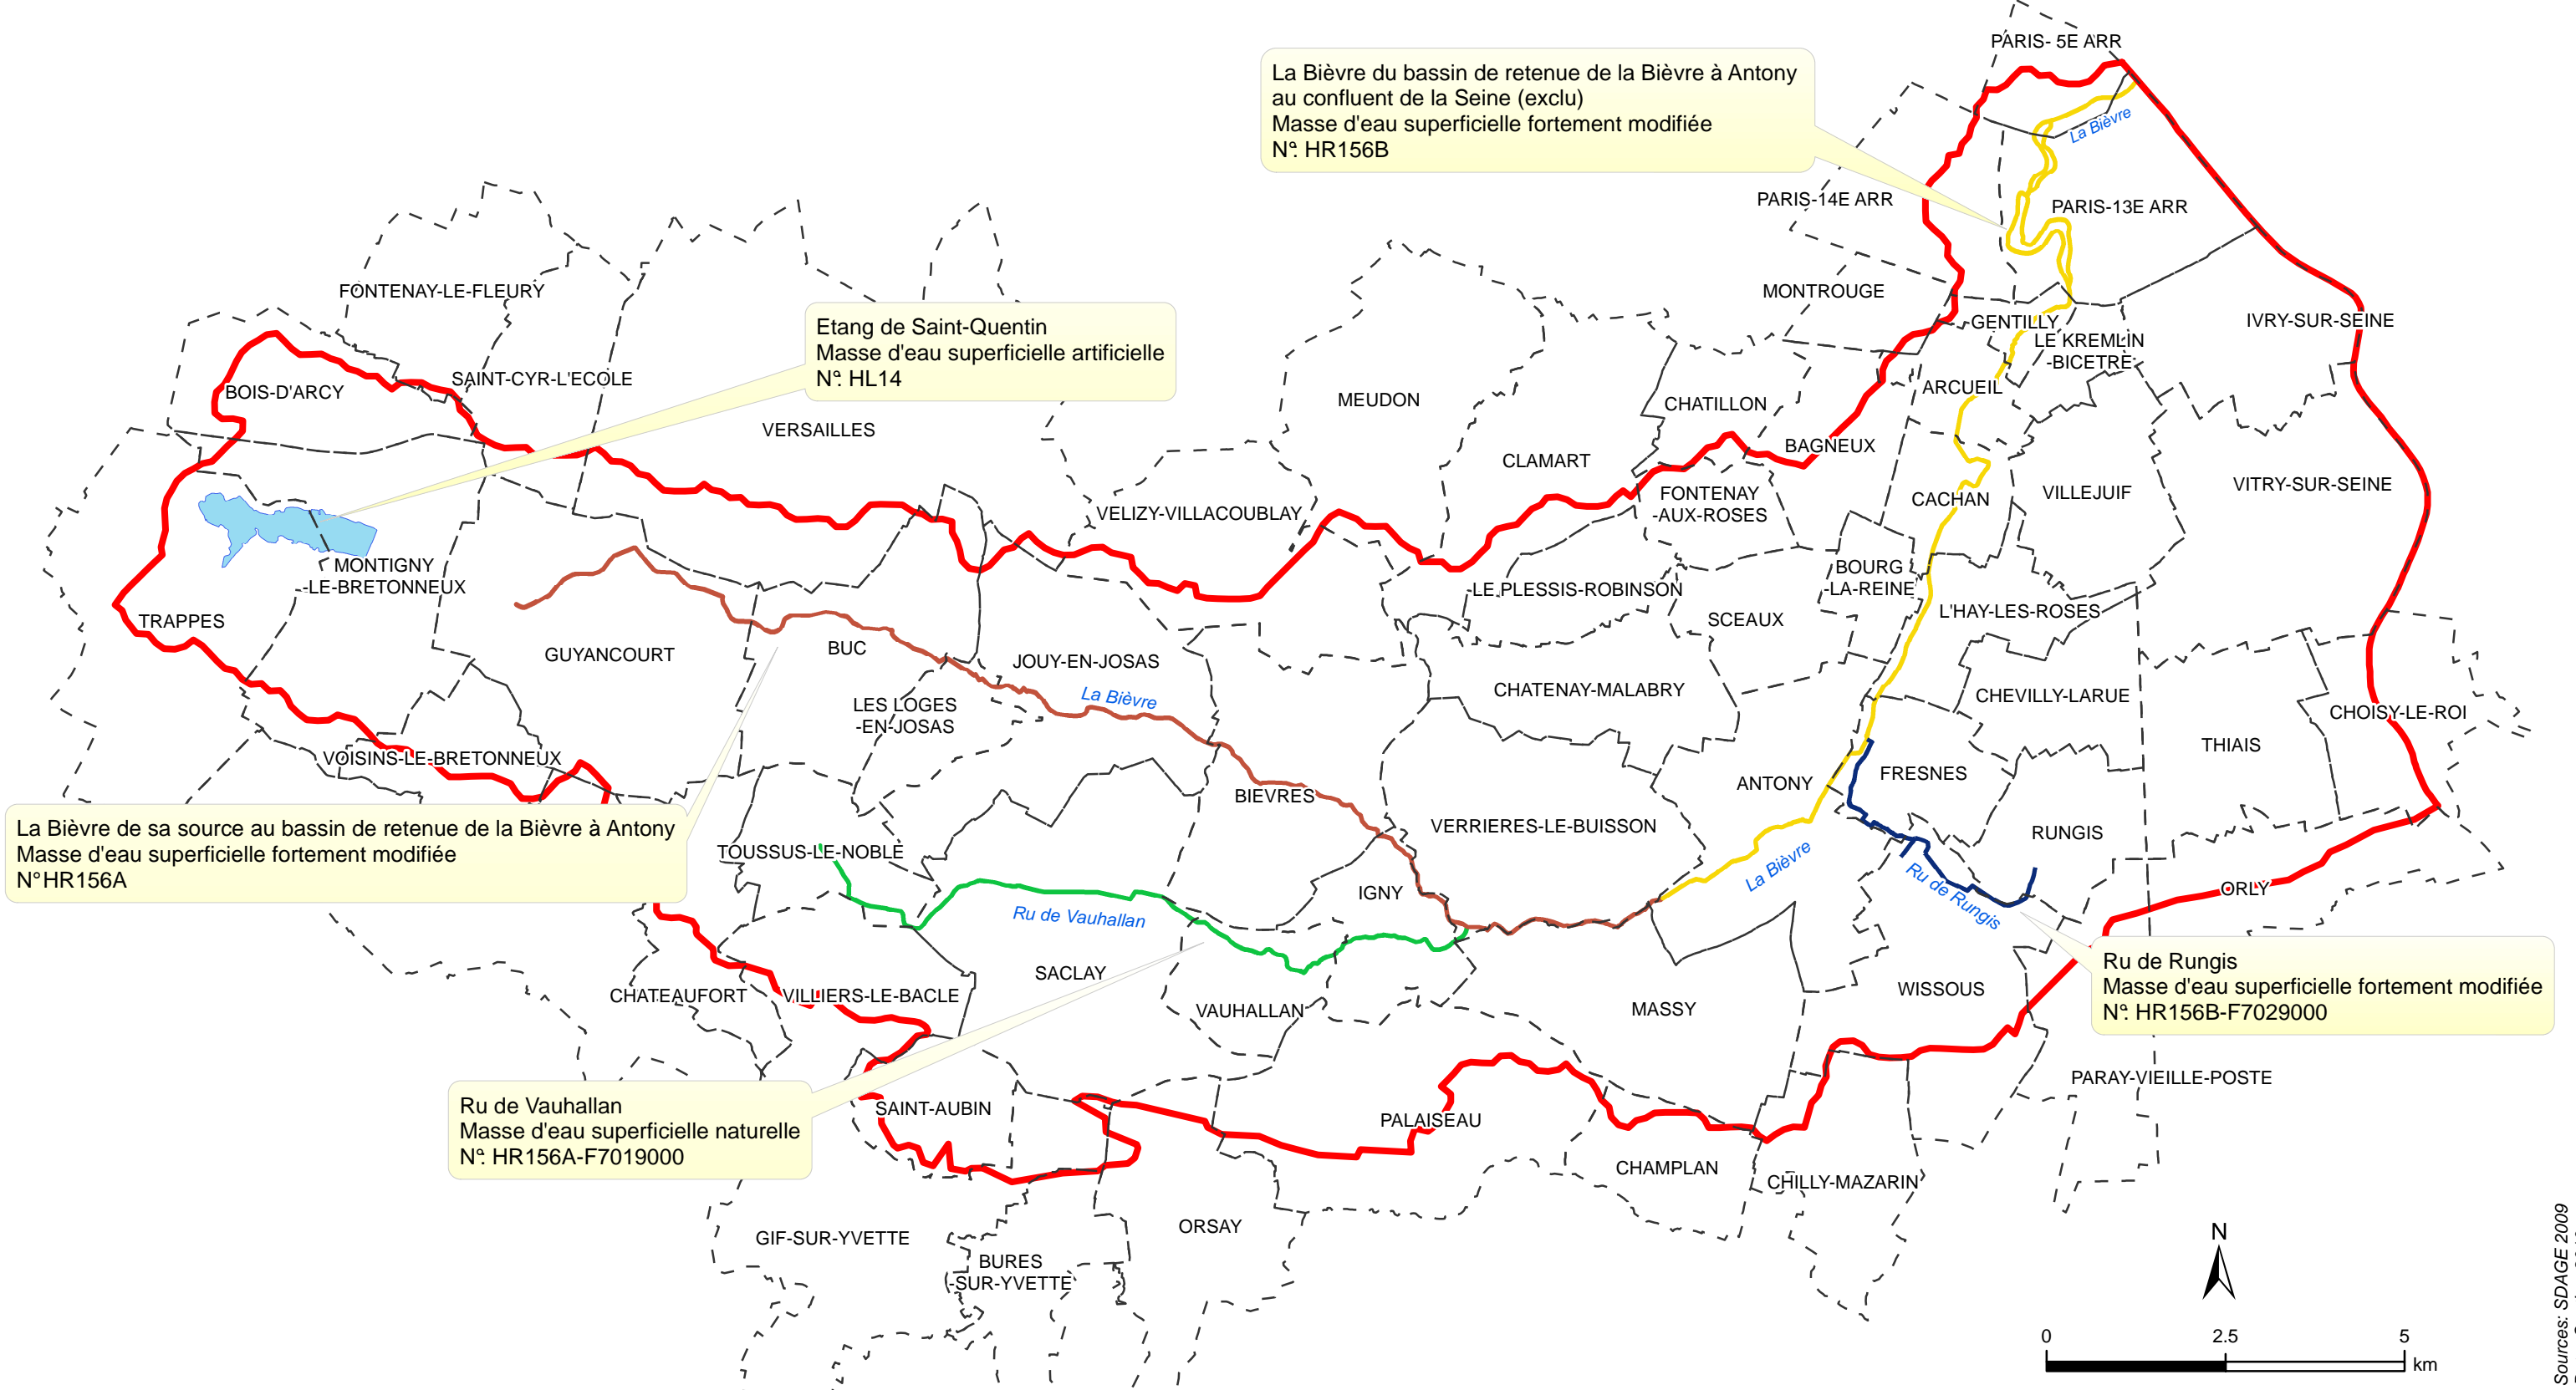 PARIS- 5E ARR
La Bièvre du bassin de retenue de la Bièvre à Antony
au confluent de la Seine (exclu)
Masse d'eau superficielle fortement modifiée
N°: HR156B
La Bièvre
PARIS-14E ARR
PARIS-13E ARR
FONTENAY-LE-FLEURY
MONTROUGE
Etang de Saint-Quentin
Masse d'eau superficielle artificielle
N°: HL14
GENTILLY
IVRY-SUR-SEINE
LE KREMLIN
-BICETRE
BOIS-D'ARCY
SAINT-CYR-L'ECOLE
ARCUEIL
MEUDON
CHATILLON
VERSAILLES
BAGNEUX
CLAMART
VELIZY-VILLACOUBLAY
FONTENAY
-AUX-ROSES
CACHAN
VILLEJUIF
VITRY-SUR-SEINE
MONTIGNY
-LE-BRETONNEUX
BOURG
-LA-REINE
LE PLESSIS-ROBINSON
L'HAY-LES-ROSES
TRAPPES
SCEAUX
GUYANCOURT
BUC
JOUY-EN-JOSAS
La Bièvre
CHATENAY-MALABRY
CHEVILLY-LARUE
LES LOGES
-EN-JOSAS
CHOISY-LE-ROI
THIAIS
VOISINS-LE-BRETONNEUX
FRESNES
ANTONY
BIEVRES
La Bièvre de sa source au bassin de retenue de la Bièvre à Antony
Masse d'eau superficielle fortement modifiée
N° HR156A
VERRIERES-LE-BUISSON
RUNGIS
TOUSSUS-LE-NOBLE
La Bièvre
IGNY
Ru de Rungis
ORLY
Ru de Vauhallan
SACLAY
CHATEAUFORT
VILLIERS-LE-BACLE
VAUHALLAN
MASSY
WISSOUS
Ru de Rungis
Masse d'eau superficielle fortement modifiée
N°: HR156B-F7029000
PARAY-VIEILLE-POSTE
Ru de Vauhallan
Masse d'eau superficielle naturelle
N°: HR156A-F7019000
SAINT-AUBIN
PALAISEAU
CHAMPLAN
CHILLY-MAZARIN
GIF-SUR-YVETTE
ORSAY
BURES
-SUR-YVETTE
N
0 2.5 5
km
Sources: SDAGE 2009